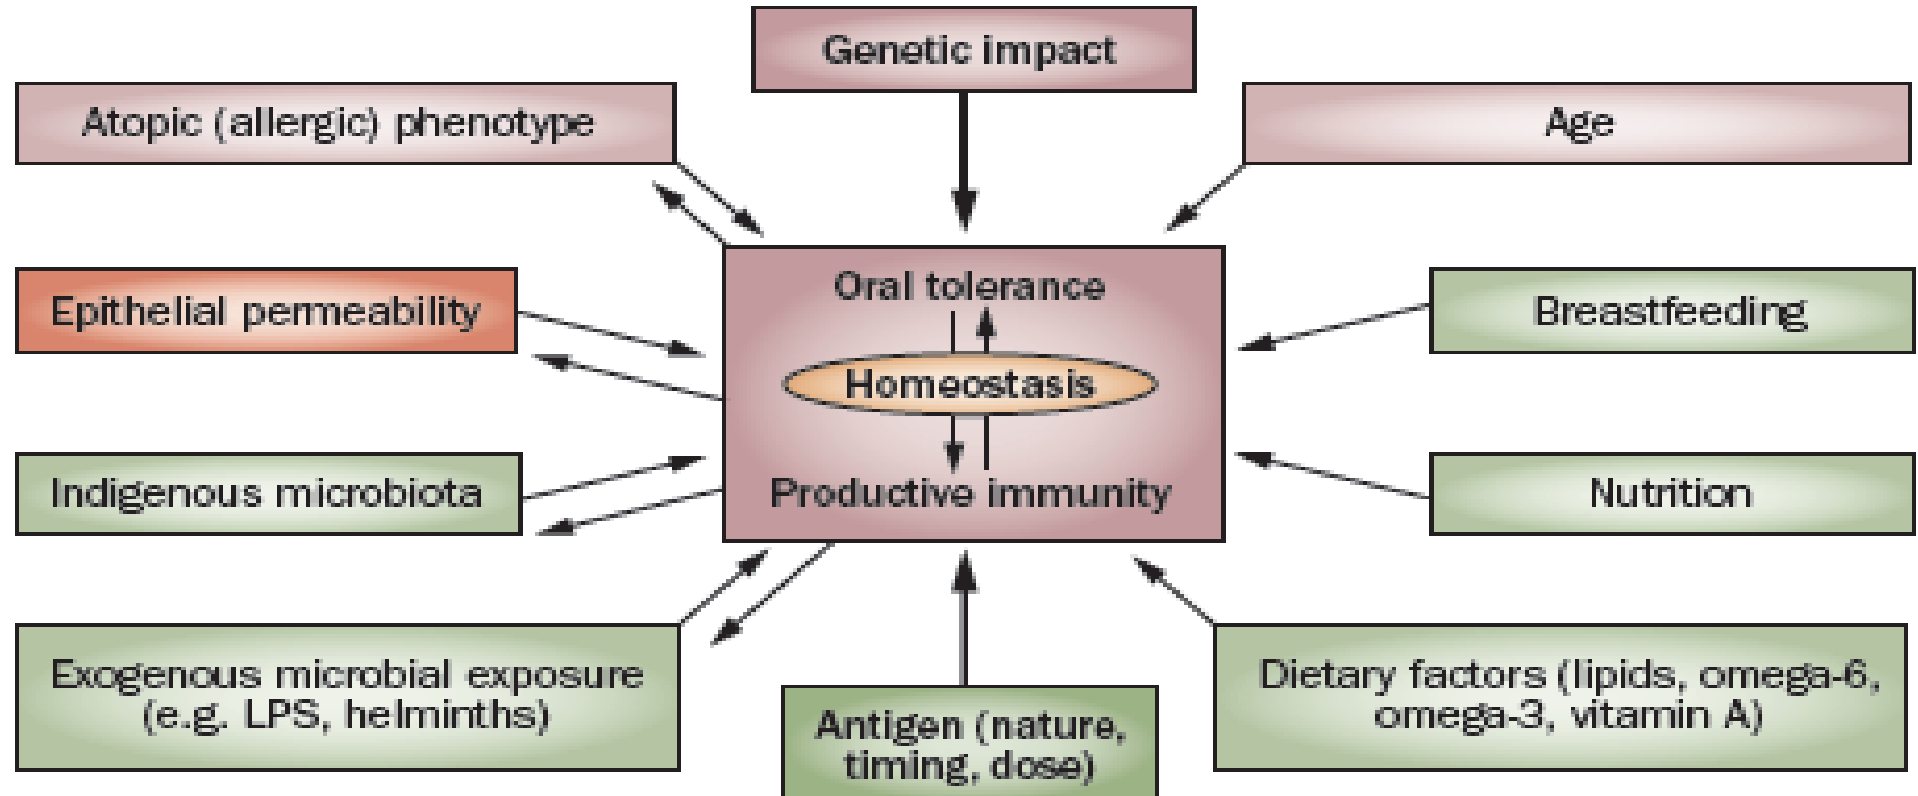 Genetic impact
Atopic (allergic) phenotype
Age
Epithelial permeability
Oral tolerance
Homeostasis
Productive immunity
Breastfeeding
Indigenous microbiota
Nutrition
Exogenous microbial exposure
(e.g. LPS, helminths)
Antigen (nature,
timing, dose)
Dietary factors (lipids, omega-6,
omega-3, vitamin A)